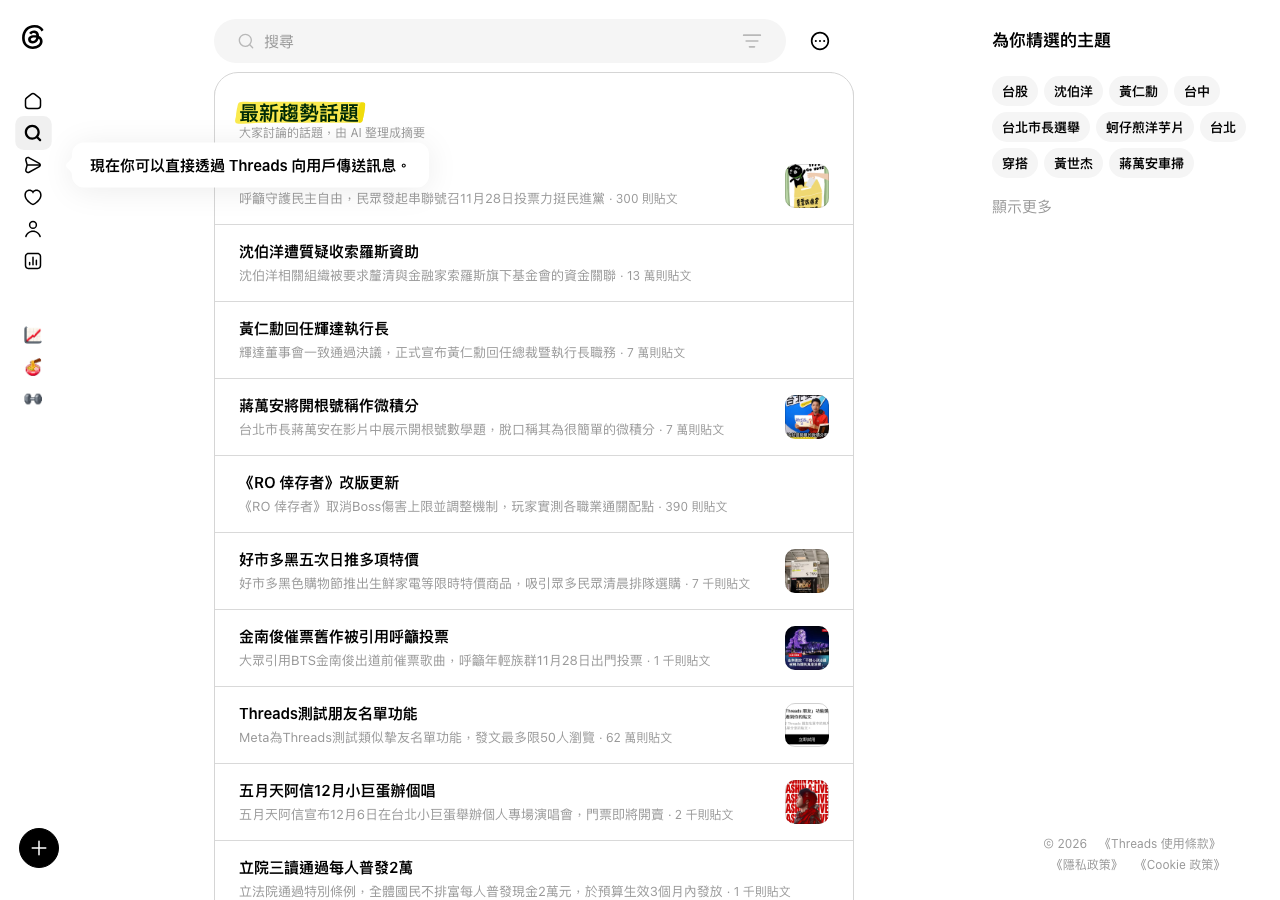 搜尋
最新趨勢話題
大家討論的話題，由 AI 整理成摘要
現在你可以直接透過 Threads 向用戶傳送訊息。
呼籲守護民主自由，民眾發起串聯號召11月28日投票力挺民進黨 · 300 則貼文
沈伯洋遭質疑收索羅斯資助
沈伯洋相關組織被要求釐清與金融家索羅斯旗下基金會的資金關聯 · 13 萬則貼文
黃仁勳回任輝達執行長
輝達董事會一致通過決議，正式宣布黃仁勳回任總裁暨執行長職務 · 7 萬則貼文
蔣萬安將開根號稱作微積分
台北市長蔣萬安在影片中展示開根號數學題，脫口稱其為很簡單的微積分 · 7 萬則貼文
《RO 倖存者》改版更新
《RO 倖存者》取消Boss傷害上限並調整機制，玩家實測各職業通關配點 · 390 則貼文
好市多黑五次日推多項特價
好市多黑色購物節推出生鮮家電等限時特價商品，吸引眾多民眾清晨排隊選購 · 7 千則貼文
金南俊催票舊作被引用呼籲投票
大眾引用BTS金南俊出道前催票歌曲，呼籲年輕族群11月28日出門投票 · 1 千則貼文
Threads測試朋友名單功能
Meta為Threads測試類似摯友名單功能，發文最多限50人瀏覽 · 62 萬則貼文
五月天阿信12月小巨蛋辦個唱
五月天阿信宣布12月6日在台北小巨蛋舉辦個人專場演唱會，門票即將開賣 · 2 千則貼文
ASHIN A LIVE
立院三讀通過每人普發2萬
立法院通過特別條例，全體國民不排富每人普發現金2萬元，於預算生效3個月內發放 · 1 千則貼文
為你精選的主題
台股 沈伯洋 黃仁勳 台中
台北市長選舉 蚵仔煎洋芋片 台北
穿搭 黃世杰 蔣萬安車掃
顯示更多
© 2026 《Threads 使用條款》
《隱私政策》 《Cookie 政策》